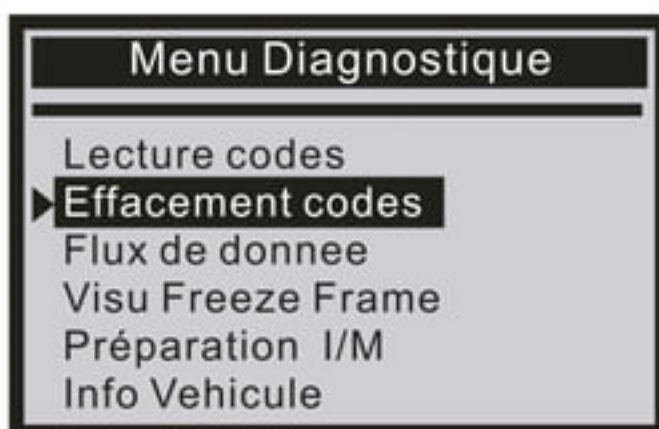 Menu Diagnostique
Lecture codes
Effacement codes
Flux de donnee
Visu Freeze Frame
Préparation I/M
Info Vehicule